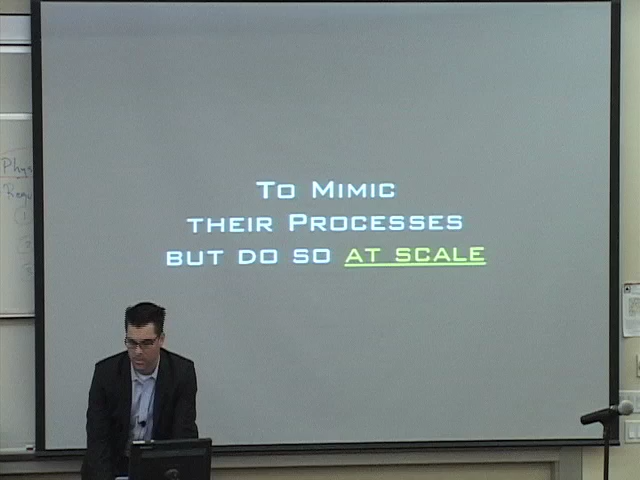 To Mimic
their Processes
but do so at scale